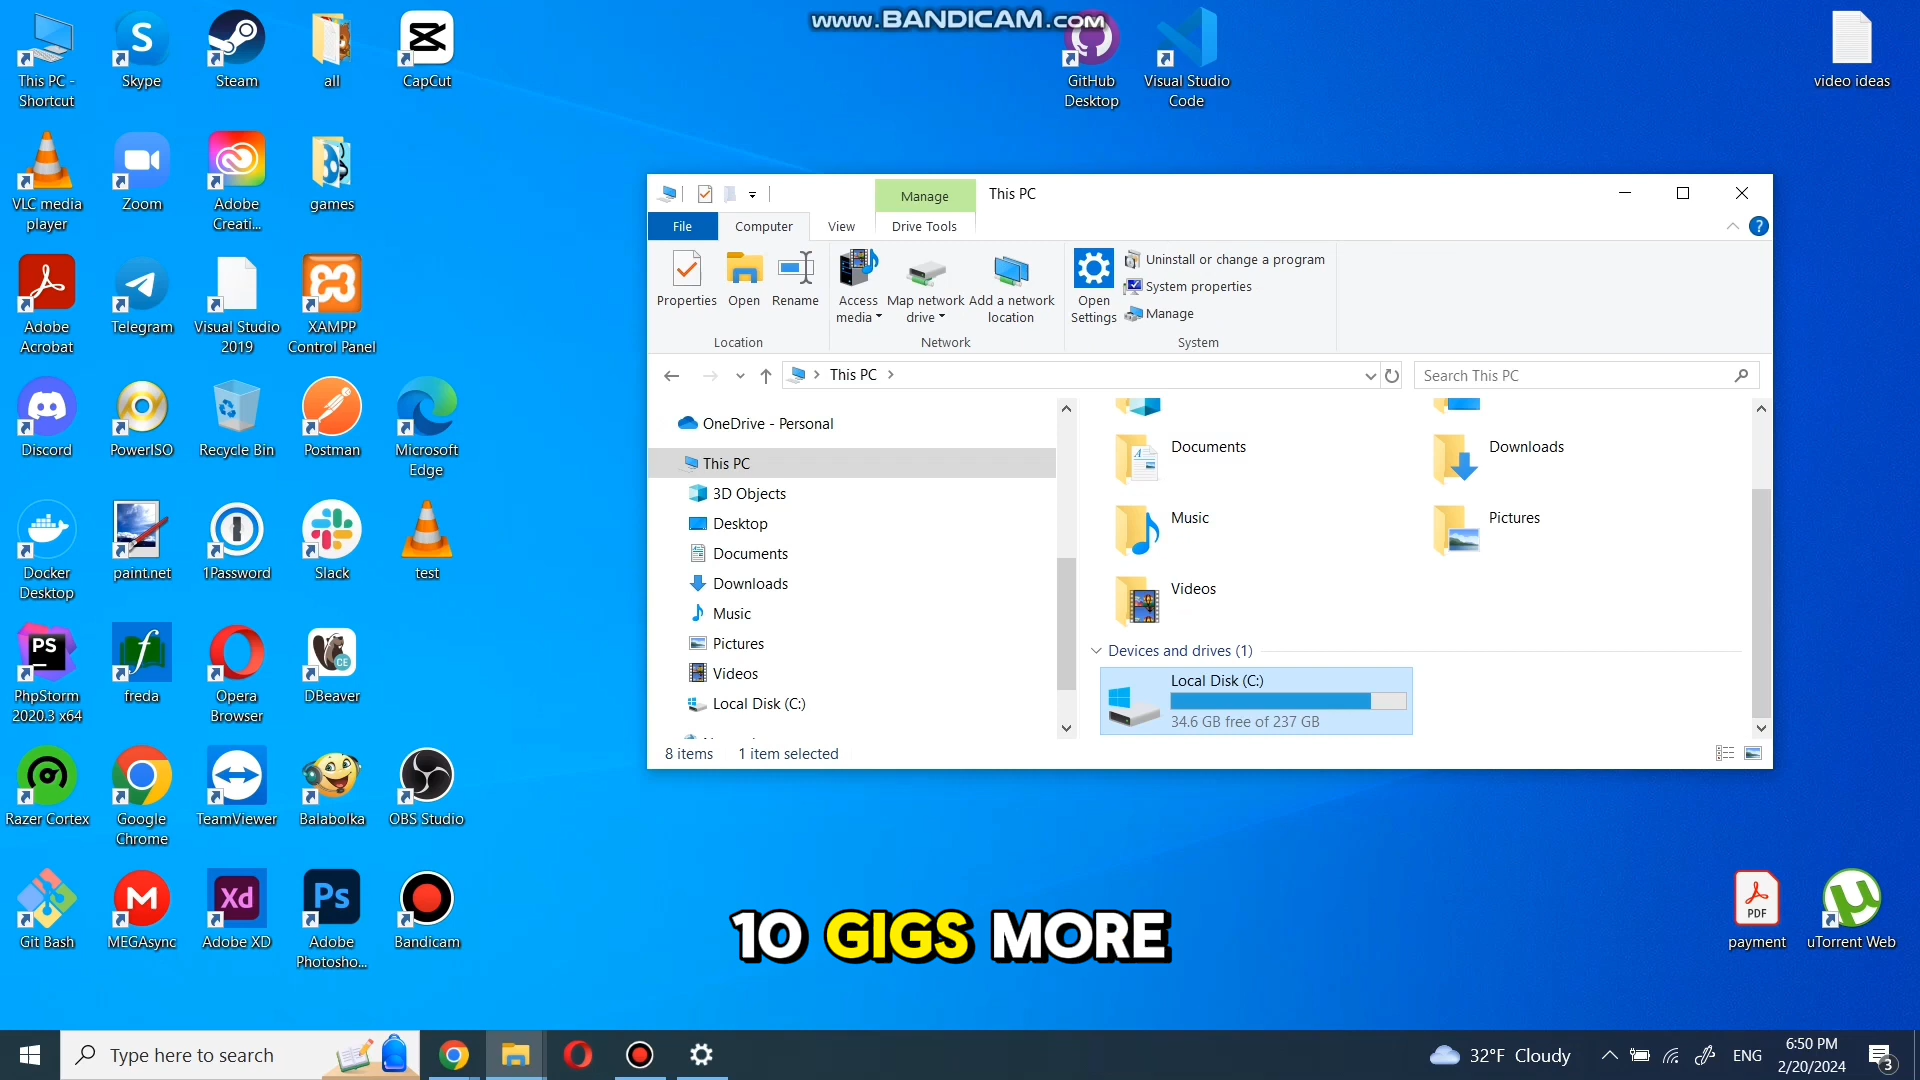 www.BANDICAM.com
This PC -
Shortcut
Skype
Steam
all
CapCut
GitHub
Desktop
Visual Studio
Code
video ideas
VLC media
player
Zoom
Adobe
Creati...
games
Adobe
Acrobat
Telegram
Visual Studio
2019
XAMPP
Control Panel
Discord
PowerISO
Recycle Bin
Postman
Microsoft
Edge
Docker
Desktop
paint.net
1Password
Slack
test
PS
PhpStorm
2020.3 x64
freda
Opera
Browser
CE
DBeaver
Razer Cortex
Google
Chrome
TeamViewer
Balabolka
OBS Studio
Git Bash
MEGAsync
Xd
Adobe XD
Ps
Adobe
Photosho...
Bandicam
PDF
payment
uTorrent Web
Manage
This PC
File
Computer
View
Drive Tools
Properties
Open
Rename
Location
Access
media
Map network
drive
Add a network
location
Network
Open
Settings
Uninstall or change a program
System properties
Manage
System
This PC
Search This PC
OneDrive - Personal
This PC
3D Objects
Desktop
Documents
Downloads
Music
Pictures
Videos
Local Disk (C:)
Documents
Downloads
Music
Pictures
Videos
Devices and drives (1)
Local Disk (C:)
34.6 GB free of 237 GB
8 items
1 item selected
10 GIGS MORE
Type here to search
32°F Cloudy
ENG
6:50 PM
2/20/2024
3